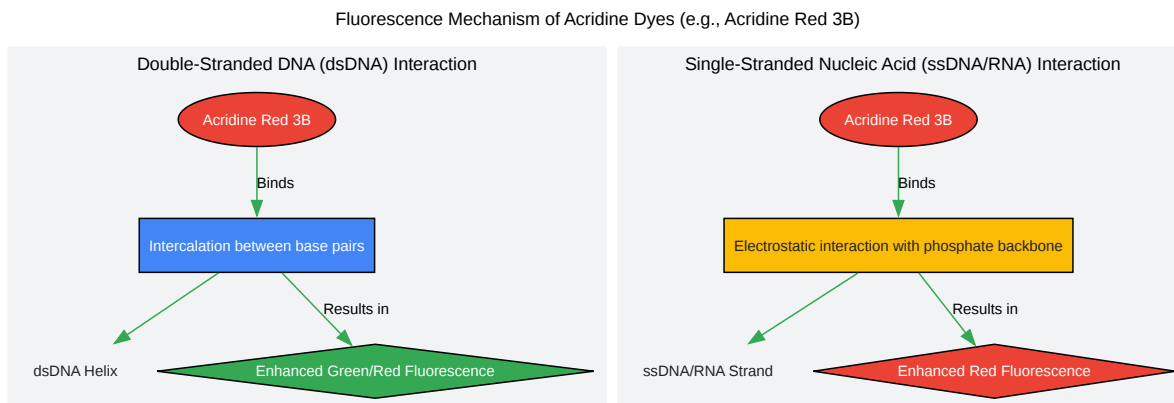 Fluorescence Mechanism of Acridine Dyes (e.g., Acridine Red 3B)
Double-Stranded DNA (dsDNA) Interaction
Acridine Red 3B
Binds
Intercalation between base pairs
Results in
dsDNA Helix
Enhanced Green/Red Fluorescence
Single-Stranded Nucleic Acid (ssDNA/RNA) Interaction
Acridine Red 3B
Binds
Electrostatic interaction with phosphate backbone
Results in
ssDNA/RNA Strand
Enhanced Red Fluorescence